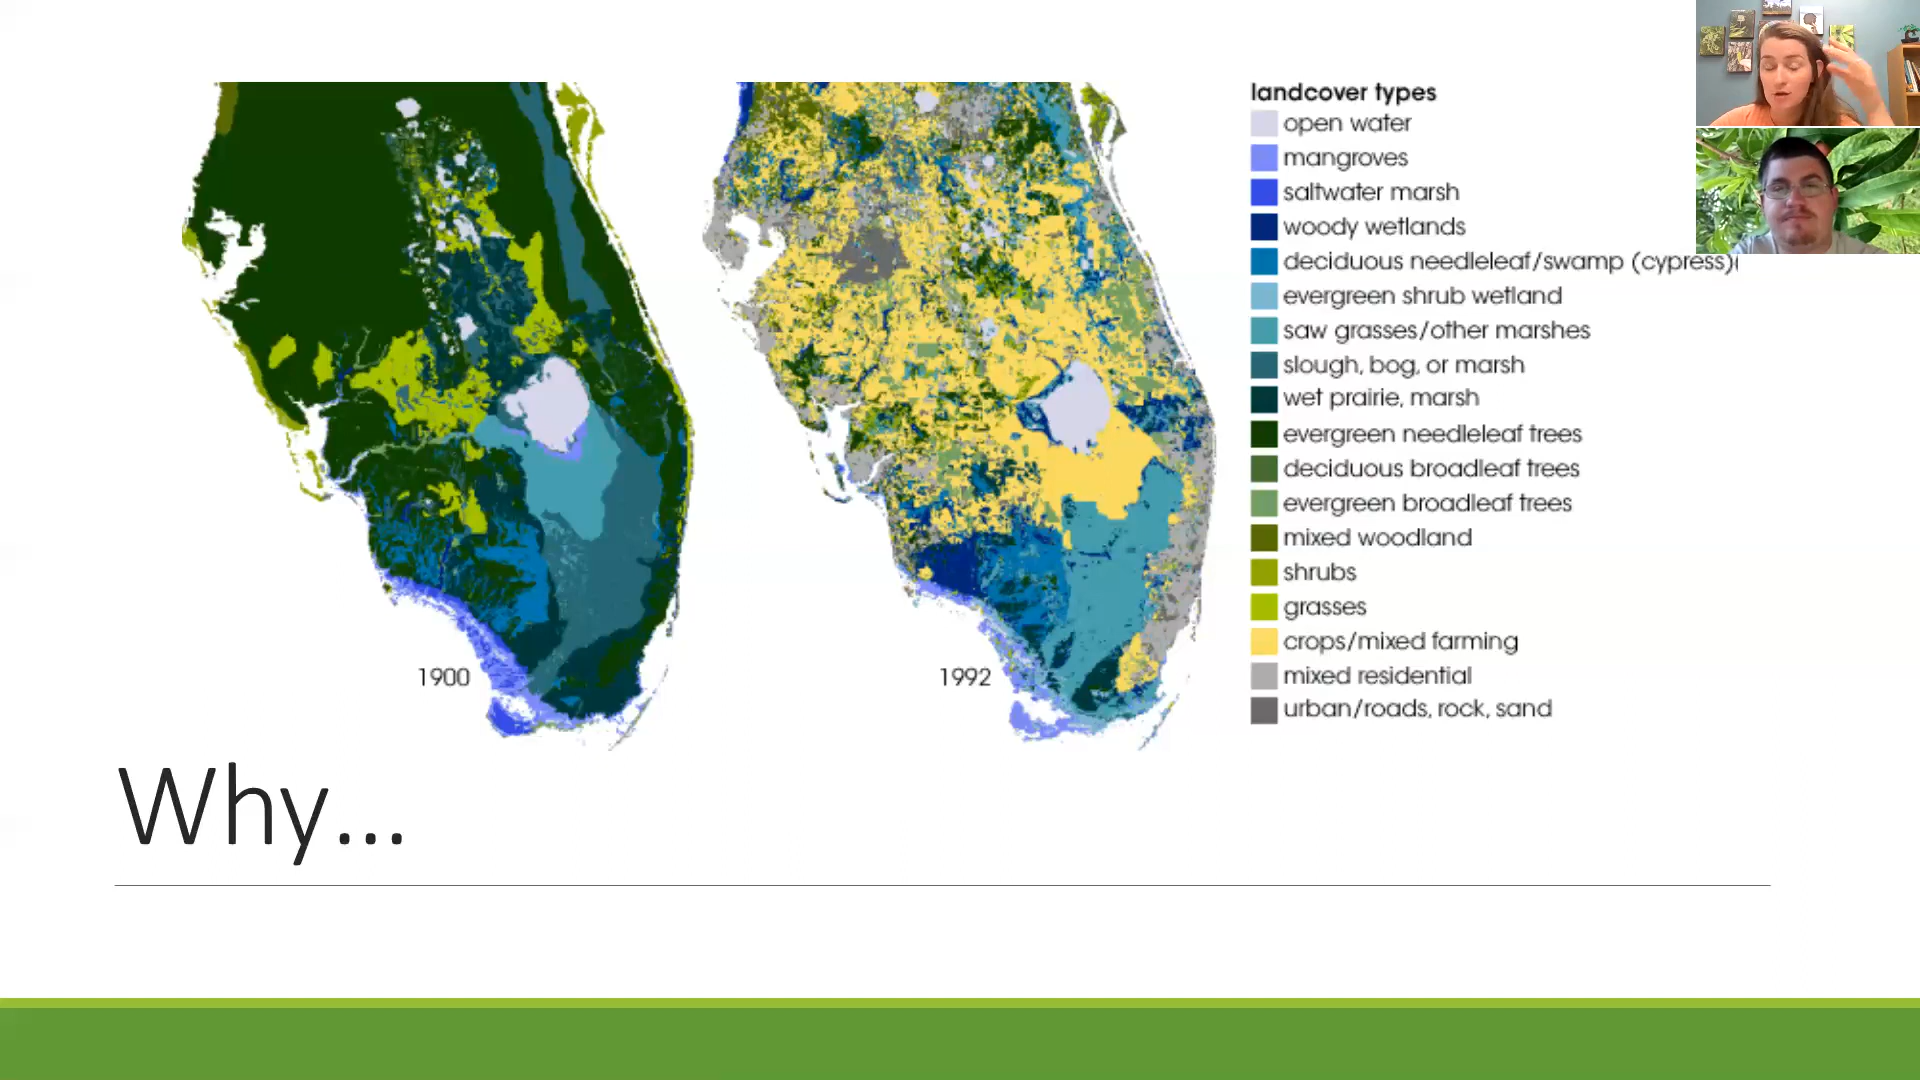 landcover types
open water
mangroves
saltwater marsh
woody wetlands
deciduous needleleaf/swamp (cypress)
evergreen shrub wetland
saw grasses/other marshes
slough, bog, or marsh
wet prairie, marsh
evergreen needleleaf trees
deciduous broadleaf trees
evergreen broadleaf trees
mixed woodland
shrubs
grasses
crops/mixed farming
mixed residential
urban/roads, rock, sand
1900
1992
Why...